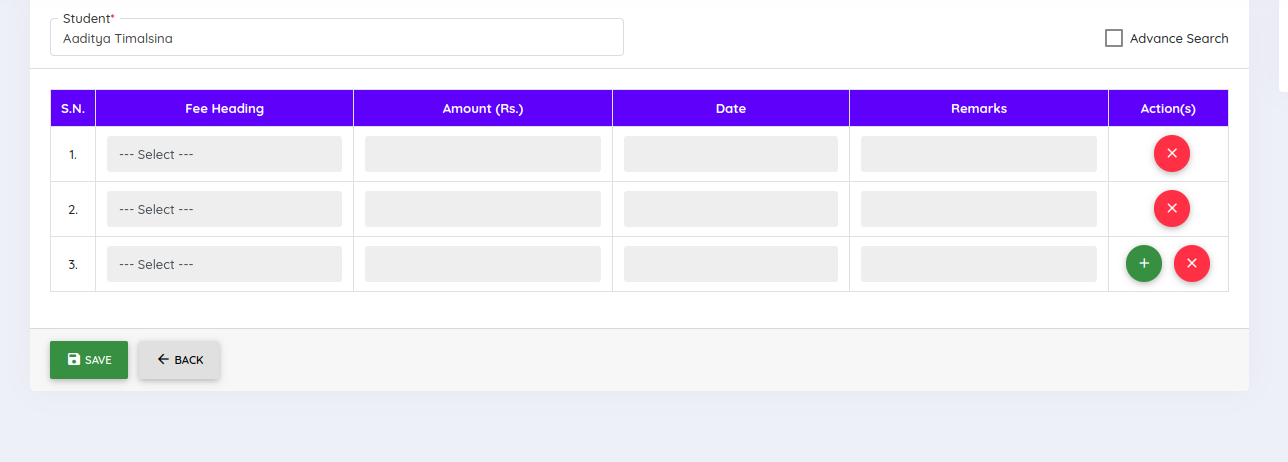 Student*
Aaditya Timalsina
Advance Search
S.N. Fee Heading Amount (Rs.) Date Remarks Action(s)
1. --- Select ---
2. --- Select ---
3. --- Select ---
SAVE BACK